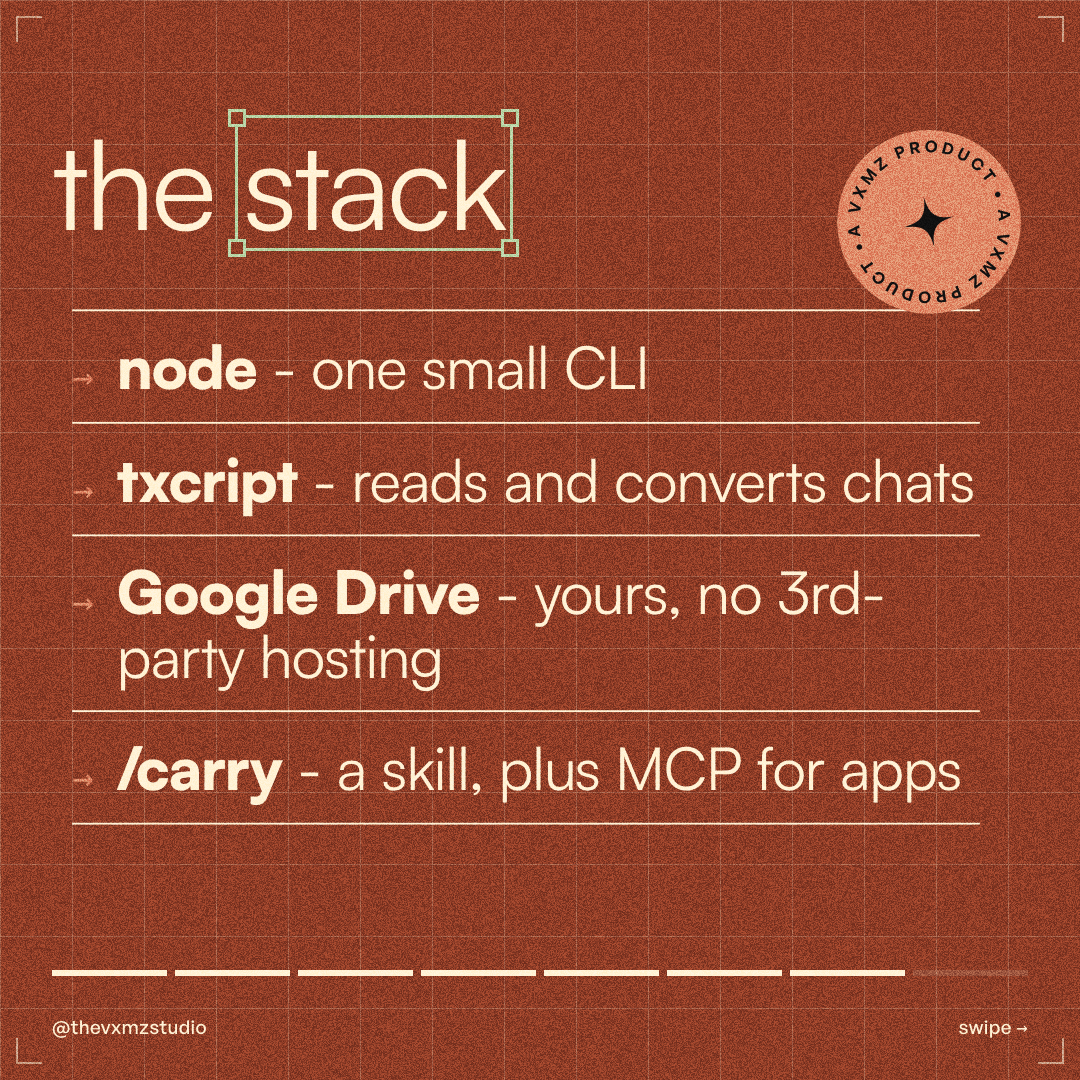 the stack
A VXMZ PRODUCT • A VXMZ PRODUCT •
→ node - one small CLI
→ txcript - reads and converts chats
→ Google Drive - yours, no 3rd-
party hosting
→ /carry - a skill, plus MCP for apps
@thevxmzstudio
swipe →